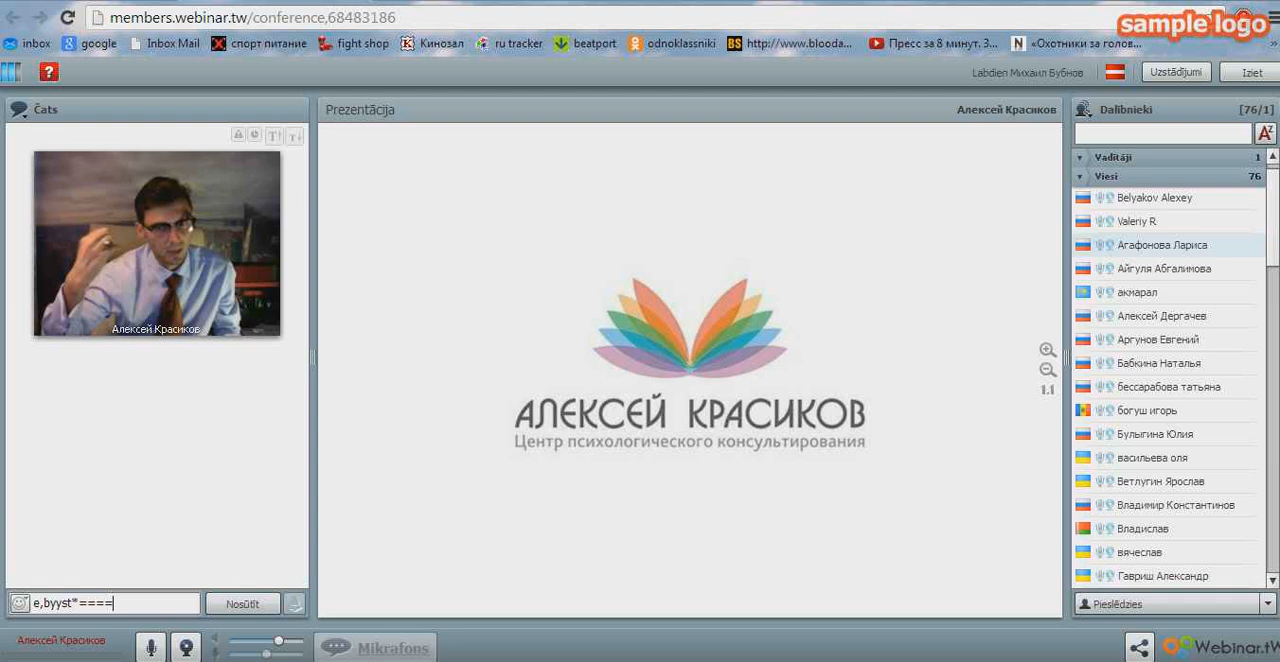 members.webinar.tw/conference,68483186
sample logo
inbox google Inbox Mail спорт питание fight shop Кинозал ru tracker beatport odnoklassniki http://www.blooda... Пресс за 8 минут. 3... «Охотники за голов...
Labdien Михаил Бубнов Uzstādījumi Iziet
Čats
Prezentācija
Алексей Красиков
Dalībnieki [76/1]
Vadītāji 1
Viesi 76
Belyakov Alexey
Valeriy R
Агафонова Лариса
Айгуля Абгалимова
акмарал
Алексей Дергачев
Аргунов Евгений
Бабкина Наталья
бессарабова татьяна
богуш игорь
Булыгина Юлия
васильева оля
Ветлугин Ярослав
Владимир Константинов
Владислав
вячеслав
Гавриш Александр
Pieslēdzies
Алексей Красиков
АЛЕКСЕЙ КРАСИКОВ
Центр психологического консультирования
1.1
e,byyst*====
Nosūtīt
Алексей Красиков
Mikrafons
Webinar.tw